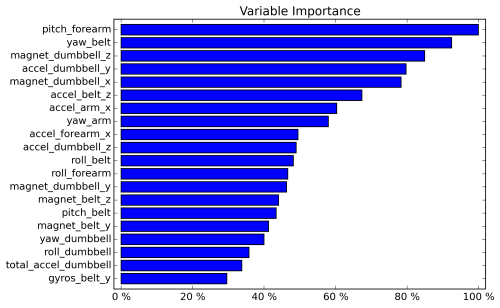 Variable Importance
pitch_forearm
yaw_belt
magnet_dumbbell_z
accel_dumbbell_y
magnet_dumbbell_x
accel_belt_z
accel_arm_x
yaw_arm
accel_forearm_x
accel_dumbbell_z
roll_belt
roll_forearm
magnet_dumbbell_y
magnet_belt_z
pitch_belt
magnet_belt_y
yaw_dumbbell
roll_dumbbell
total_accel_dumbbell
gyros_belt_y
0 % 20 % 40 % 60 % 80 % 100 %